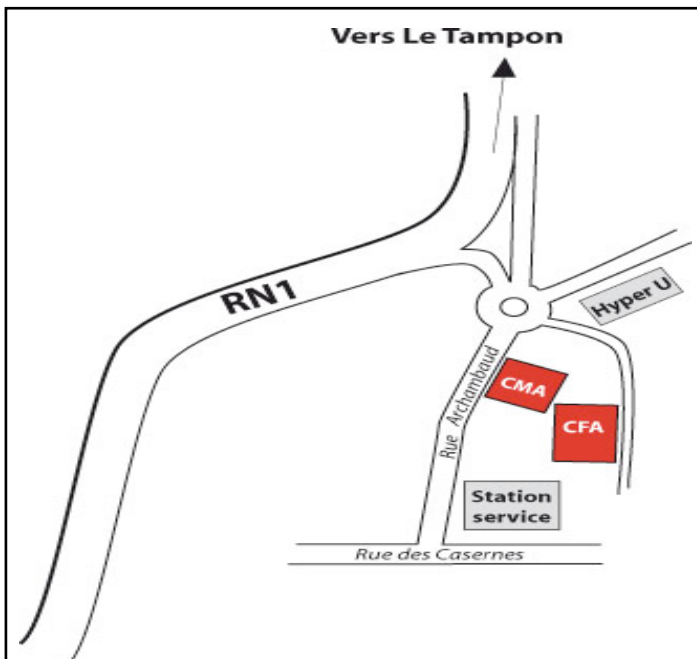 Vers Le Tampon
RN1
Hyper U
Rue Archambaud
CMA
CFA
Station
service
Rue des Casernes